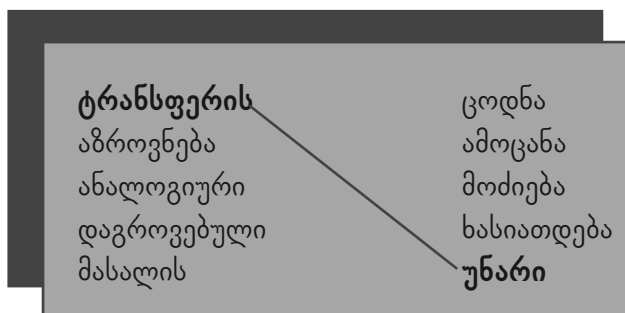 ტრანსფერის
აზროვნება
ანალოგიური
დაგროვებული
მასალის
ცოდნა
ამოცანა
მოძიება
ხასიათდება
უნარი